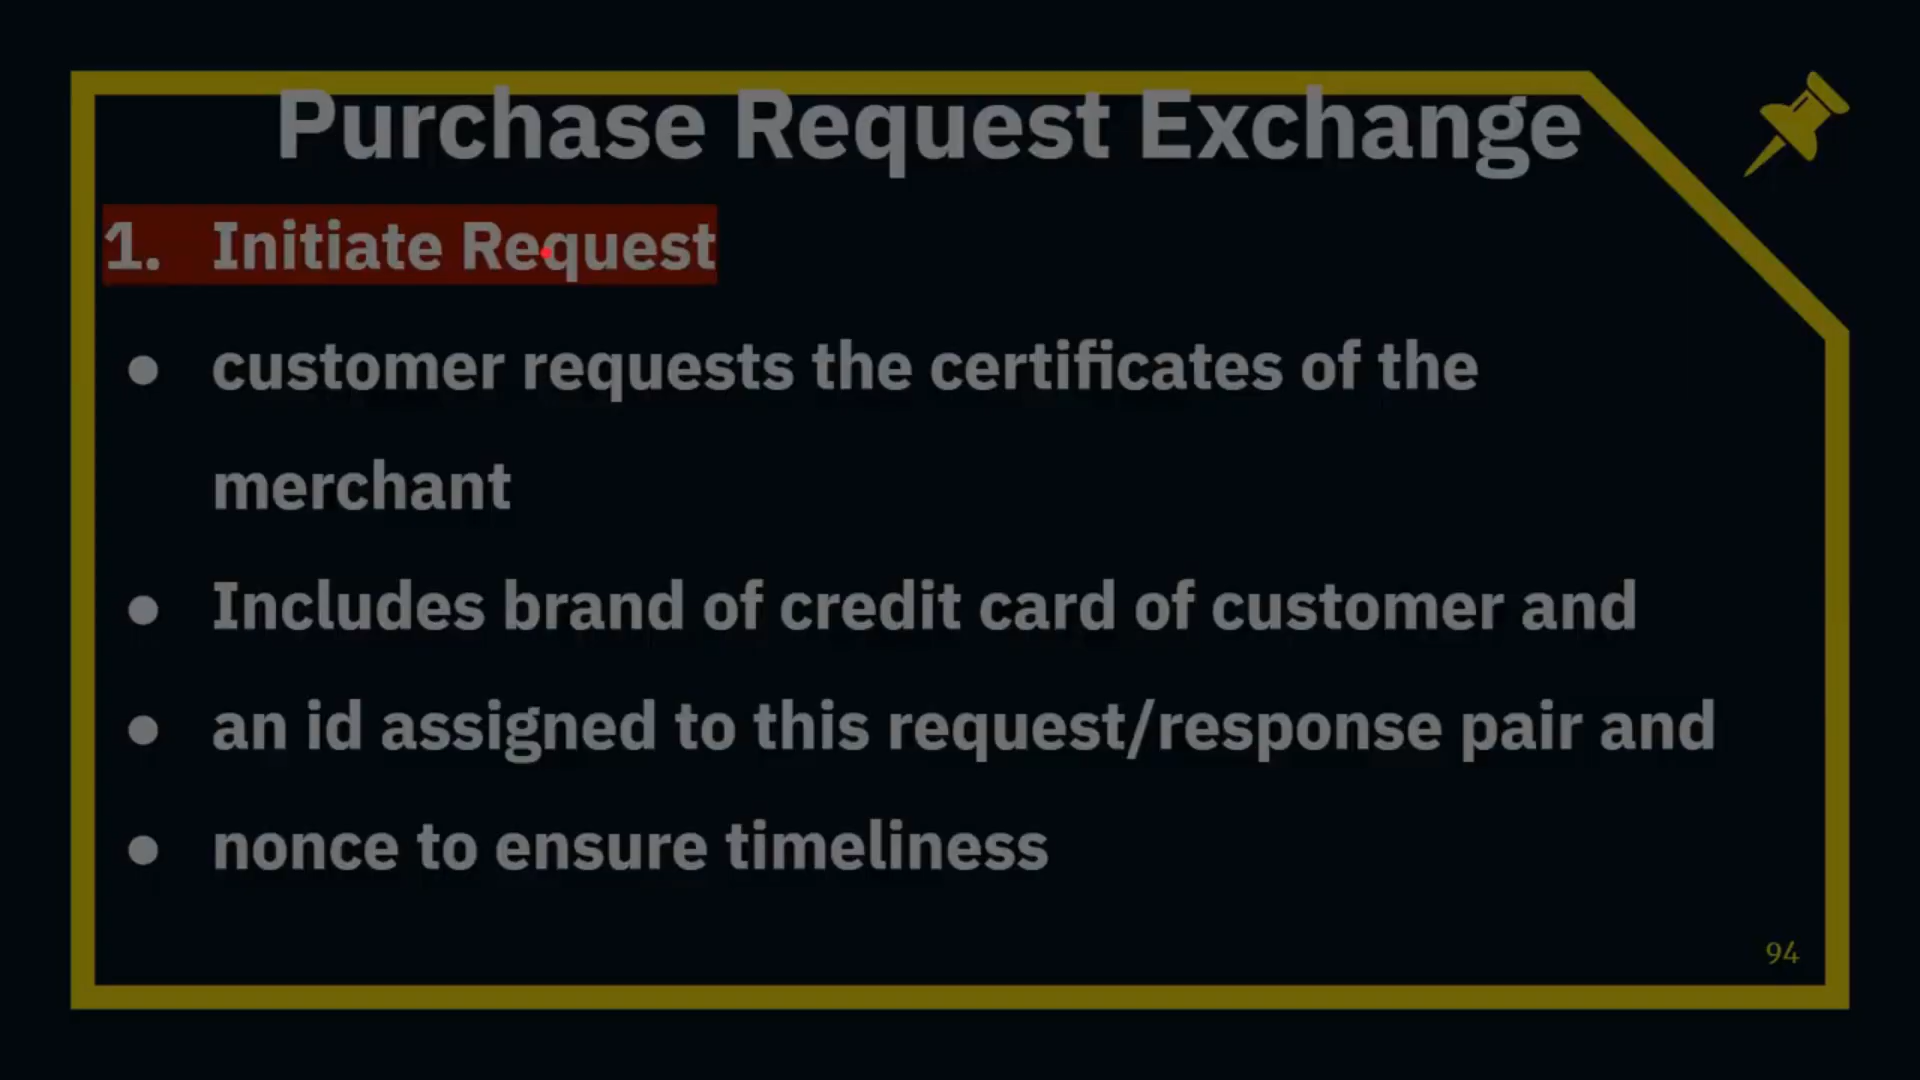 Purchase Request Exchange
1. Initiate Request
● customer requests the certificates of the
merchant
● Includes brand of credit card of customer and
● an id assigned to this request/response pair and
● nonce to ensure timeliness
94